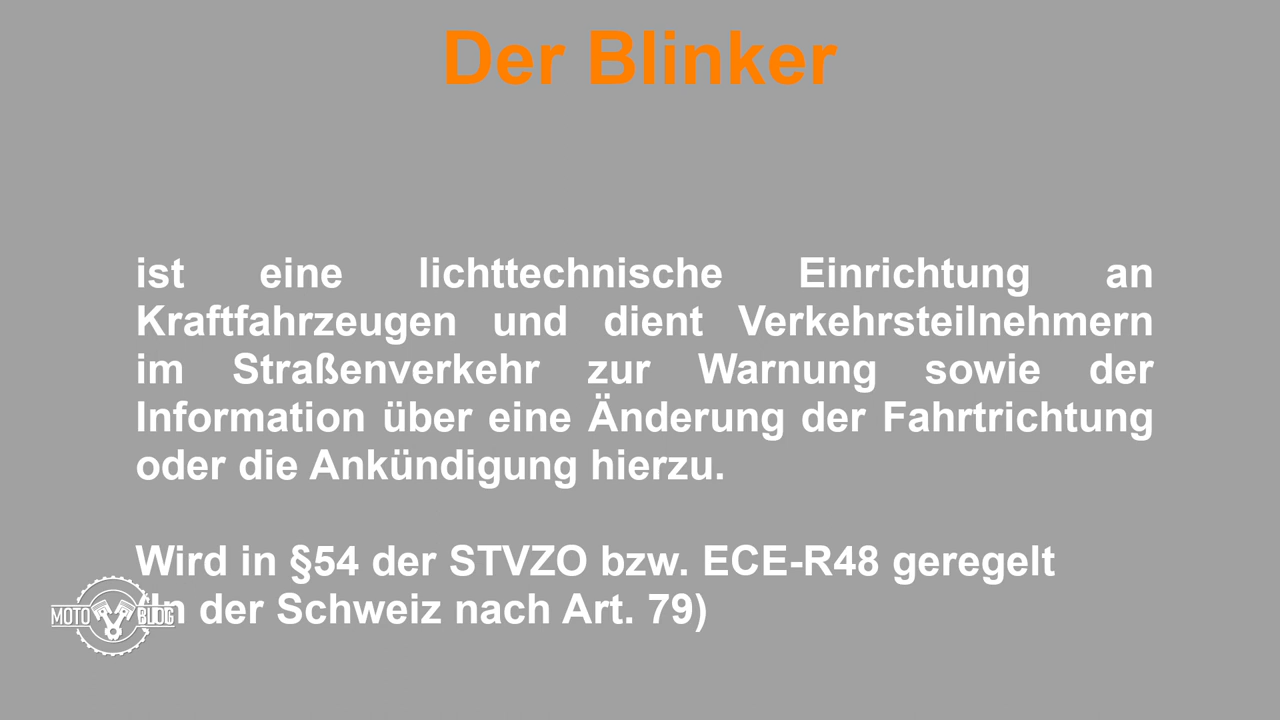 Der Blinker
ist eine lichttechnische Einrichtung an
Kraftfahrzeugen und dient Verkehrsteilnehmern
im Straßenverkehr zur Warnung sowie der
Information über eine Änderung der Fahrtrichtung
oder die Ankündigung hierzu.
Wird in §54 der STVZO bzw. ECE-R48 geregelt
(In der Schweiz nach Art. 79)
MOTO BLOG